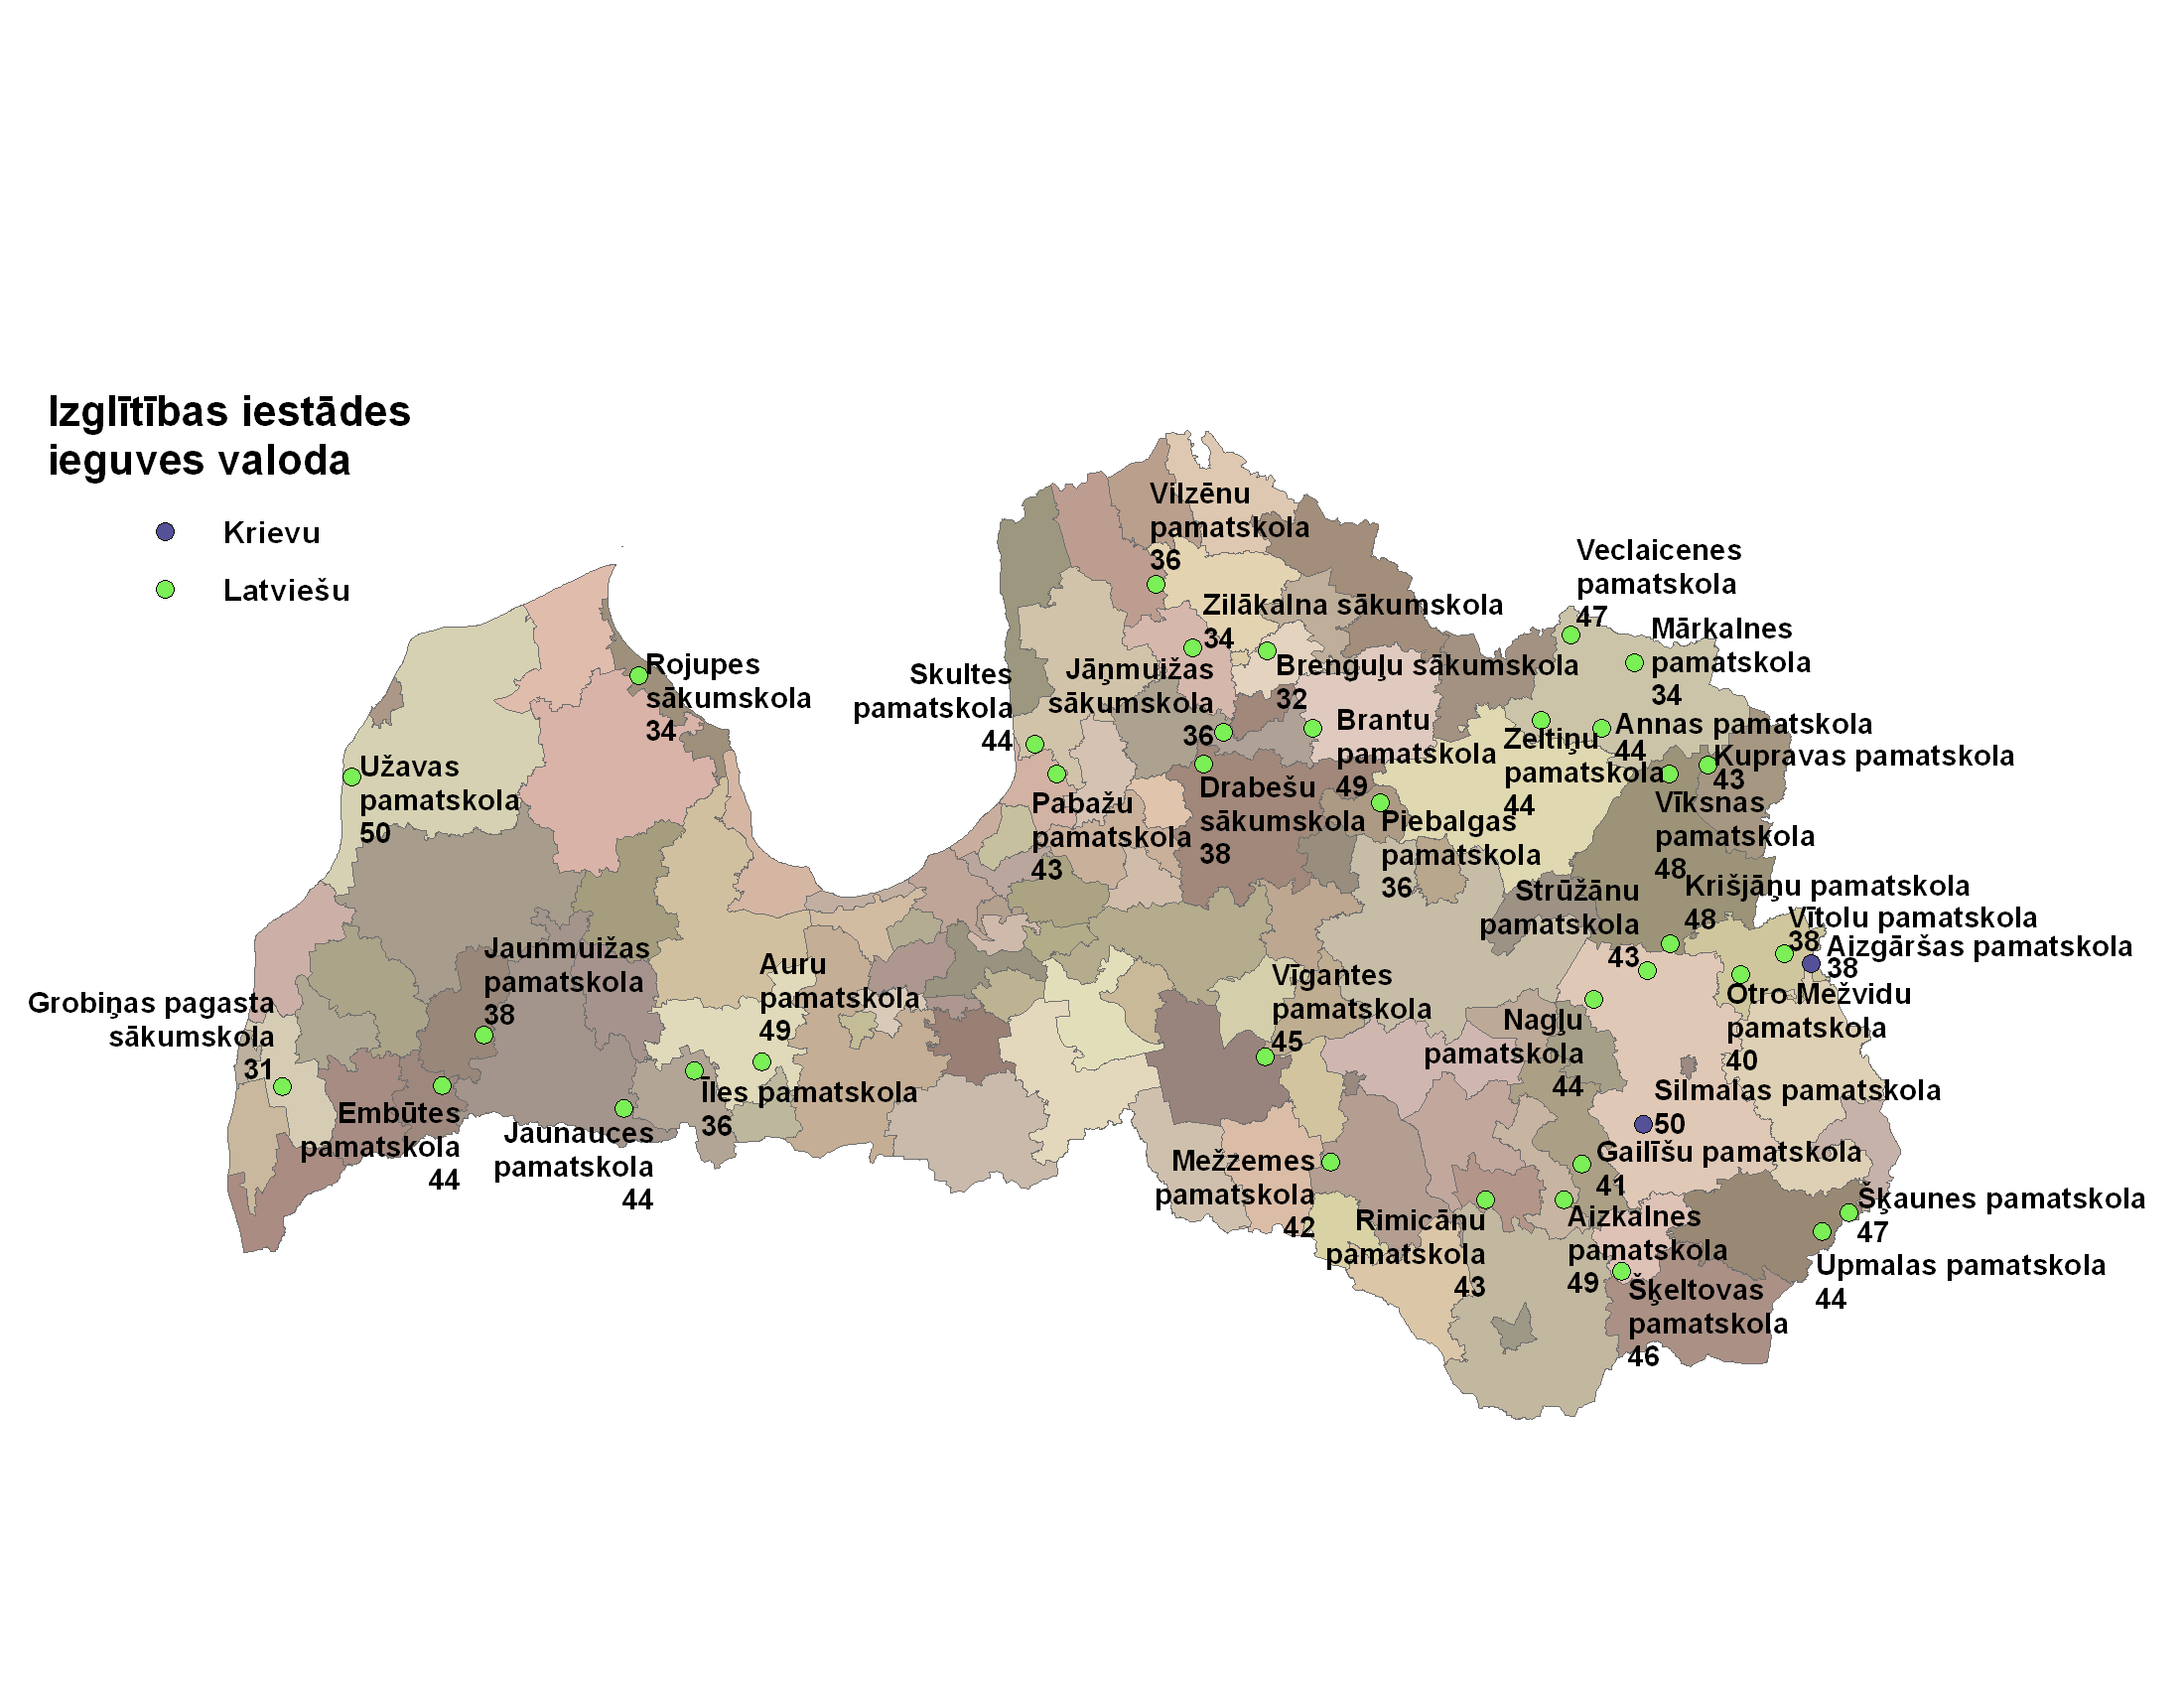 Izglītības iestādes
ieguves valoda
Krievu
Latviešu
Vilzēnu
pamatskola
36
Veclaicenes
pamatskola
47
Zilākalna sākumskola
34
Mārkalnes
pamatskola
34
Rojupes
sākumskola
34
Skultes
pamatskola
44
Jāņmuižas
sākumskola
36
Brenguļu sākumskola
32
Brantu
pamatskola
49
Zeltiņu
pamatskola
44
Annas pamatskola
44
Kupravas pamatskola
43
Užavas
pamatskola
50
Pabažu
pamatskola
43
Drabešu
sākumskola
38
Piebalgas
pamatskola
36
Vīksnas
pamatskola
48
Strūžānu
pamatskola
43
Krišjāņu pamatskola
48
Vītolu pamatskola
38
Aizgāršas pamatskola
38
Jaunmuižas
pamatskola
38
Auru
pamatskola
49
Vīgantes
pamatskola
45
Otro Mežvidu
pamatskola
40
Grobiņas pagasta
sākumskola
31
Nagļu
pamatskola
44
Silmalas pamatskola
50
Embūtes
pamatskola
44
Jaunauces
pamatskola
44
Īles pamatskola
36
Mežzemes
pamatskola
42
Gailīšu pamatskola
41
Rimicānu
pamatskola
43
Aizkalnes
pamatskola
49
Šķaunes pamatskola
47
Upmalas pamatskola
44
Šķeltovas
pamatskola
46